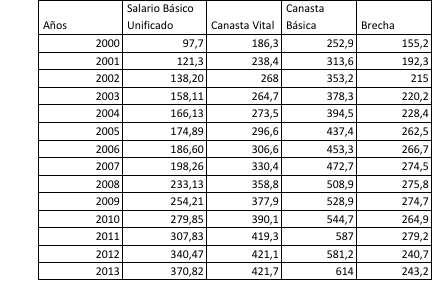 Años Salario Básico Unificado Canasta Vital Canasta Básica Brecha
2000 97,7 186,3 252,9 155,2
2001 121,3 238,4 313,6 192,3
2002 138,20 268 353,2 215
2003 158,11 264,7 378,3 220,2
2004 166,13 273,5 394,5 228,4
2005 174,89 296,6 437,4 262,5
2006 186,60 306,6 453,3 266,7
2007 198,26 330,4 472,7 274,5
2008 233,13 358,8 508,9 275,8
2009 254,21 377,9 528,9 274,7
2010 279,85 390,1 544,7 264,9
2011 307,83 419,3 587 279,2
2012 340,47 421,1 581,2 240,7
2013 370,82 421,7 614 243,2